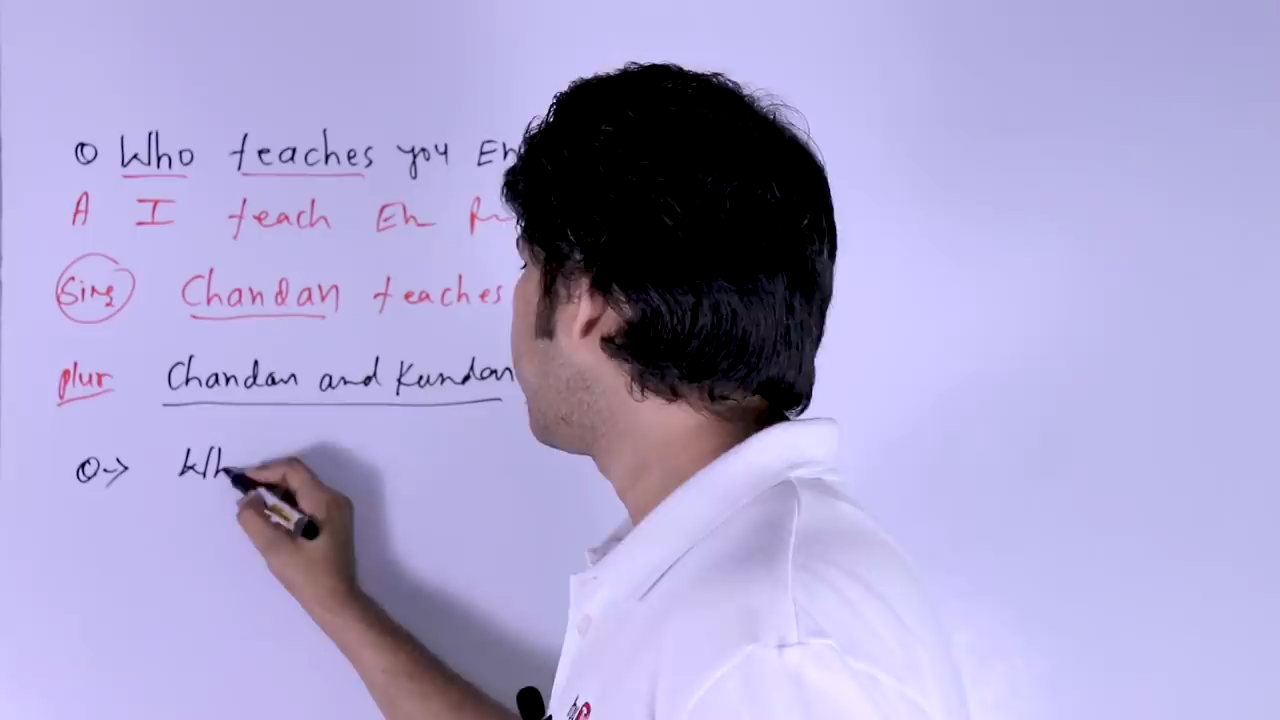 Q Who teaches you En
A I teach En
Sing Chandan teaches
plur Chandan and Kundan
Q-> Wh